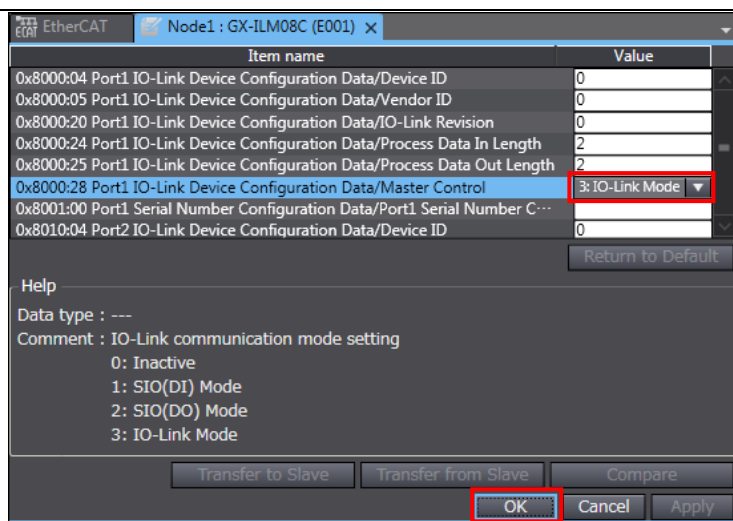 ECAT EtherCAT Node1 : GX-ILM08C (E001) ×
Item name Value
0x8000:04 Port1 IO-Link Device Configuration Data/Device ID 0
0x8000:05 Port1 IO-Link Device Configuration Data/Vendor ID 0
0x8000:20 Port1 IO-Link Device Configuration Data/IO-Link Revision 0
0x8000:24 Port1 IO-Link Device Configuration Data/Process Data In Length 2
0x8000:25 Port1 IO-Link Device Configuration Data/Process Data Out Length 2
0x8000:28 Port1 IO-Link Device Configuration Data/Master Control 3: IO-Link Mode
0x8001:00 Port1 Serial Number Configuration Data/Port1 Serial Number C···
0x8010:04 Port2 IO-Link Device Configuration Data/Device ID 0
Return to Default
Help
Data type : ---
Comment : IO-Link communication mode setting
0: Inactive
1: SIO(DI) Mode
2: SIO(DO) Mode
3: IO-Link Mode
Transfer to Slave Transfer from Slave Compare
OK Cancel Apply